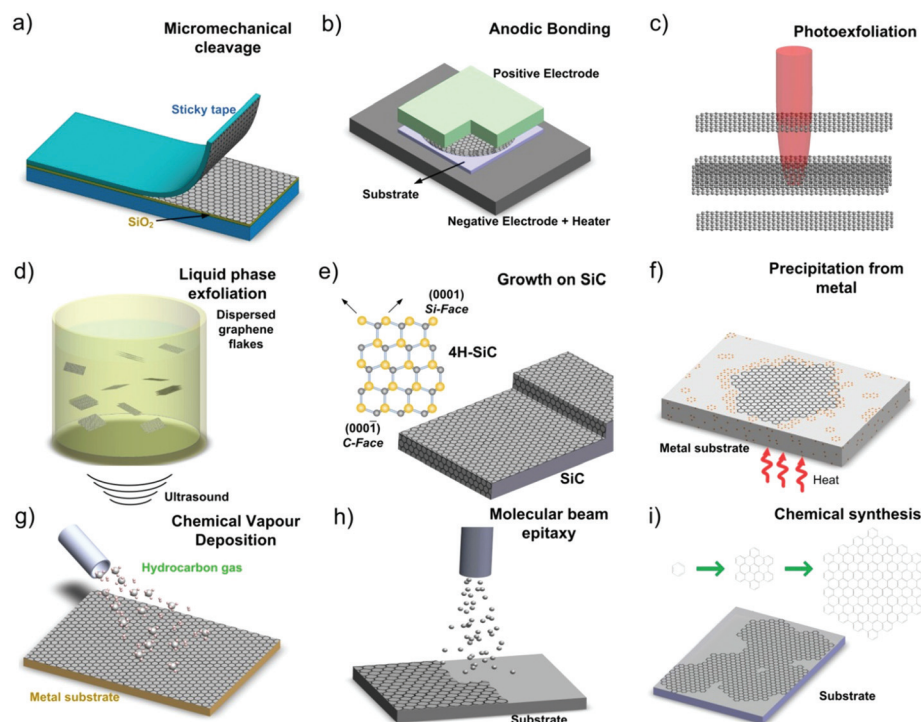 a)
Micromechanical
cleavage
Sticky tape
SiO₂
b)
Anodic Bonding
Positive Electrode
Substrate
Negative Electrode + Heater
c)
Photoexfoliation
d)
Liquid phase
exfoliation
Dispersed
graphene
flakes
Ultrasound
e)
Growth on SiC
(0001)
Si-Face
4H-SiC
(0001̅)
C-Face
SiC
f)
Precipitation from
metal
Metal substrate
Heat
g)
Chemical Vapour
Deposition
Hydrocarbon gas
Metal substrate
h)
Molecular beam
epitaxy
Substrate
i)
Chemical synthesis
Substrate